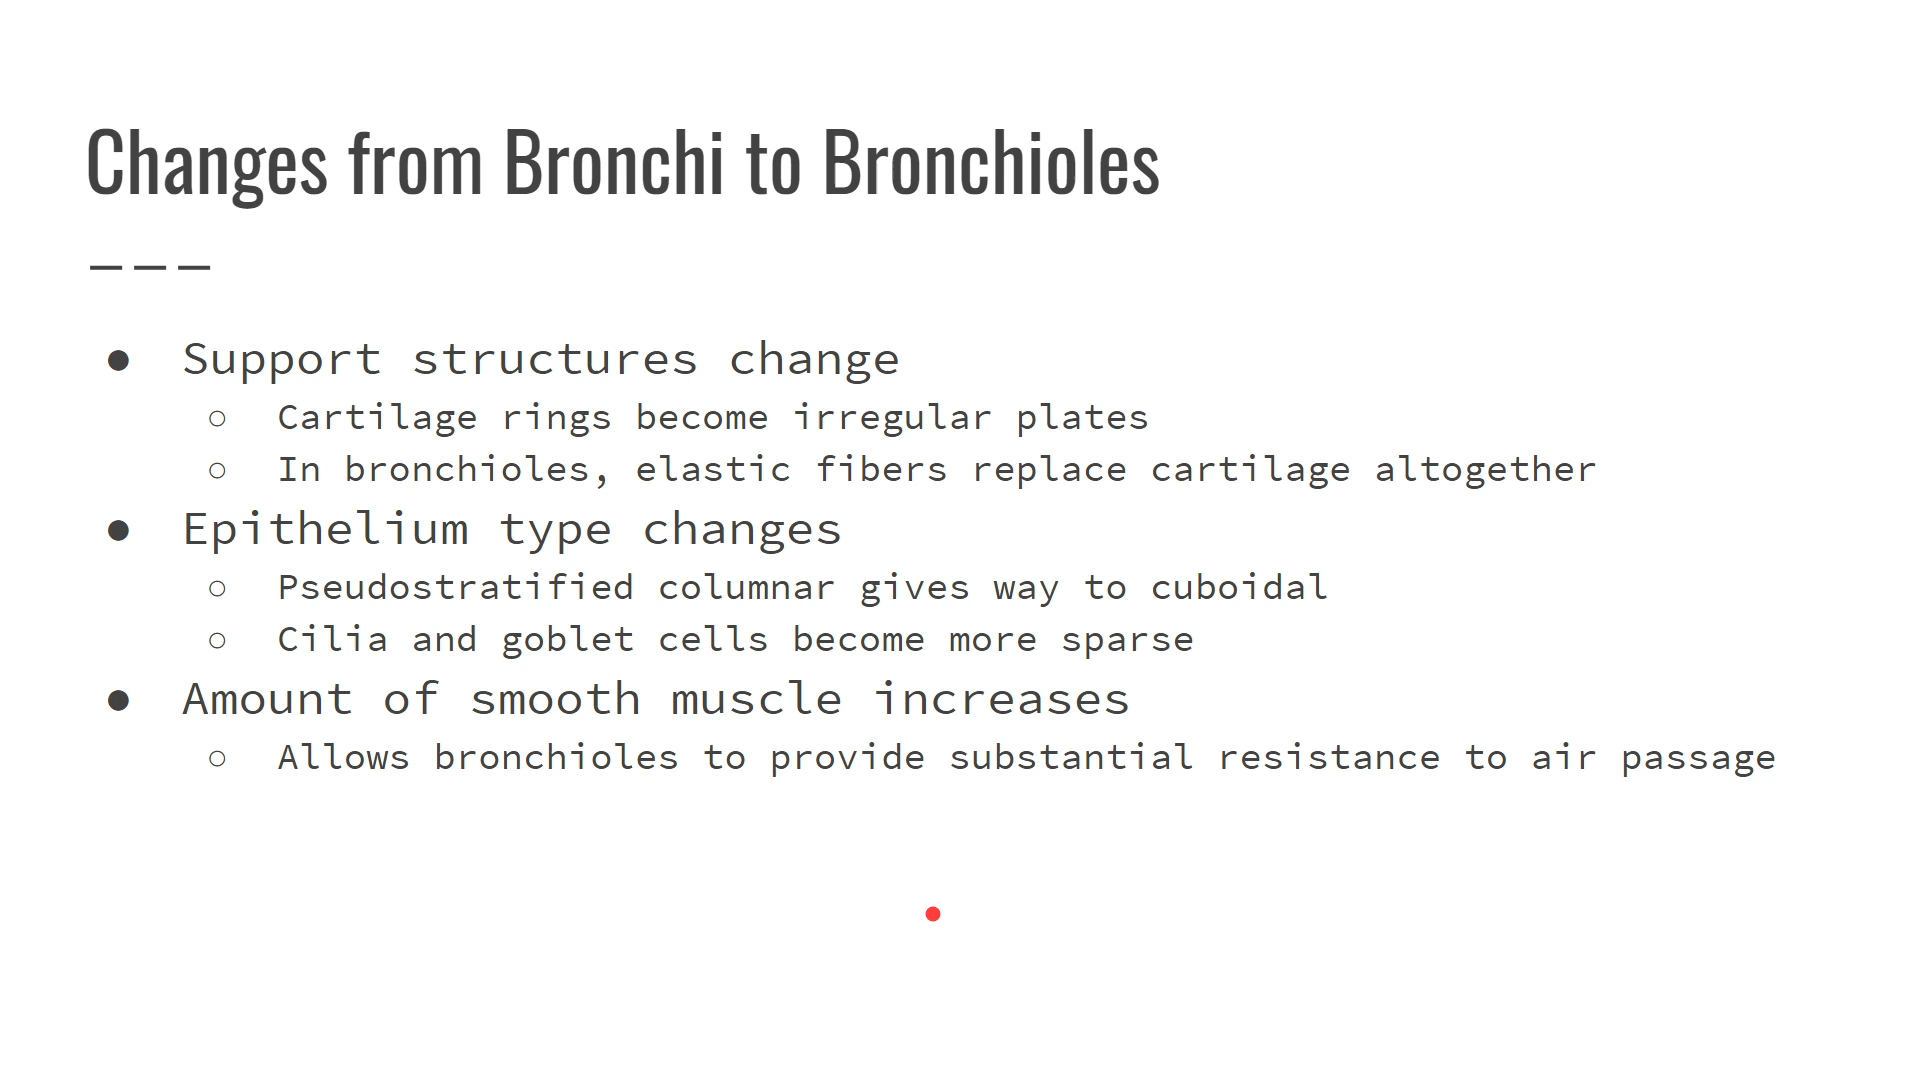 Changes from Bronchi to Bronchioles
● Support structures change
○ Cartilage rings become irregular plates
○ In bronchioles, elastic fibers replace cartilage altogether
● Epithelium type changes
○ Pseudostratified columnar gives way to cuboidal
○ Cilia and goblet cells become more sparse
● Amount of smooth muscle increases
○ Allows bronchioles to provide substantial resistance to air passage